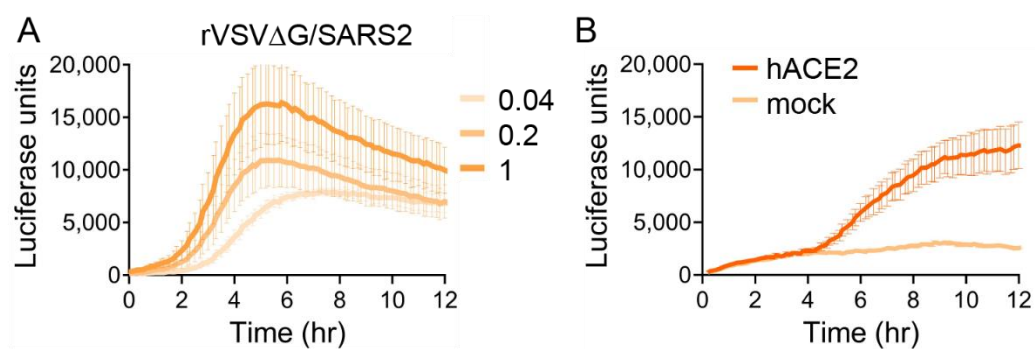 A
rVSVΔG/SARS2
Luciferase units
20,000
15,000
10,000
5,000
0
0 2 4 6 8 10 12
Time (hr)
0.04
0.2
1
B
Luciferase units
20,000
15,000
10,000
5,000
0
0 2 4 6 8 10 12
Time (hr)
hACE2
mock